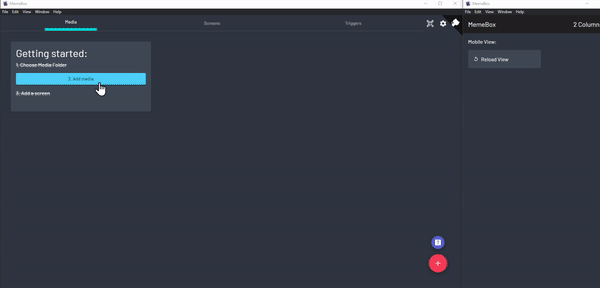 MemeBox
File Edit View Window Help
Media Screens Triggers
Getting started:
1. Choose Media Folder
2. Add media
3. Add a screen
MemeBox
File Edit View Window Help
MemeBox 2 Column
Mobile View:
Reload View